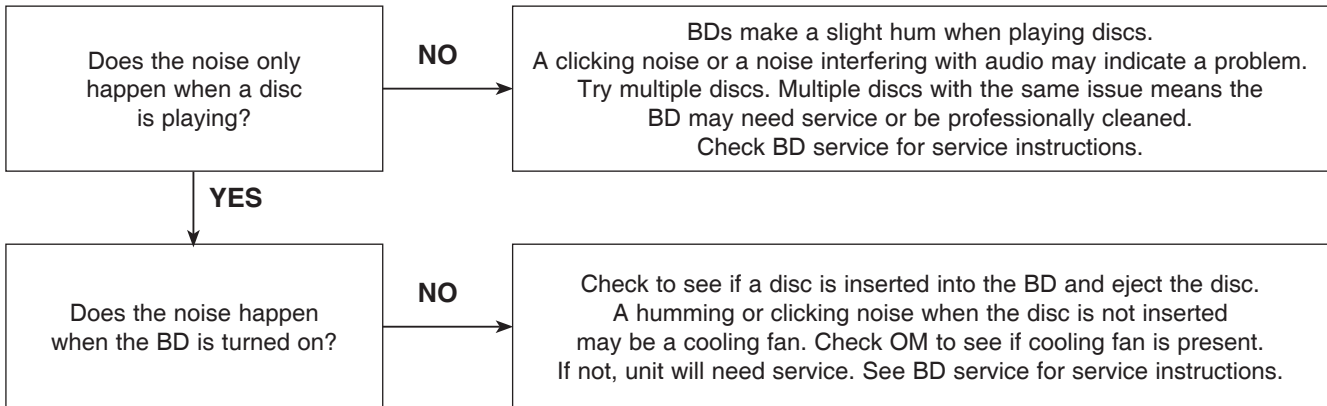 Does the noise only
happen when a disc
is playing?
NO
BDs make a slight hum when playing discs.
A clicking noise or a noise interfering with audio may indicate a problem.
Try multiple discs. Multiple discs with the same issue means the
BD may need service or be professionally cleaned.
Check BD service for service instructions.
YES
Does the noise happen
when the BD is turned on?
NO
Check to see if a disc is inserted into the BD and eject the disc.
A humming or clicking noise when the disc is not inserted
may be a cooling fan. Check OM to see if cooling fan is present.
If not, unit will need service. See BD service for service instructions.